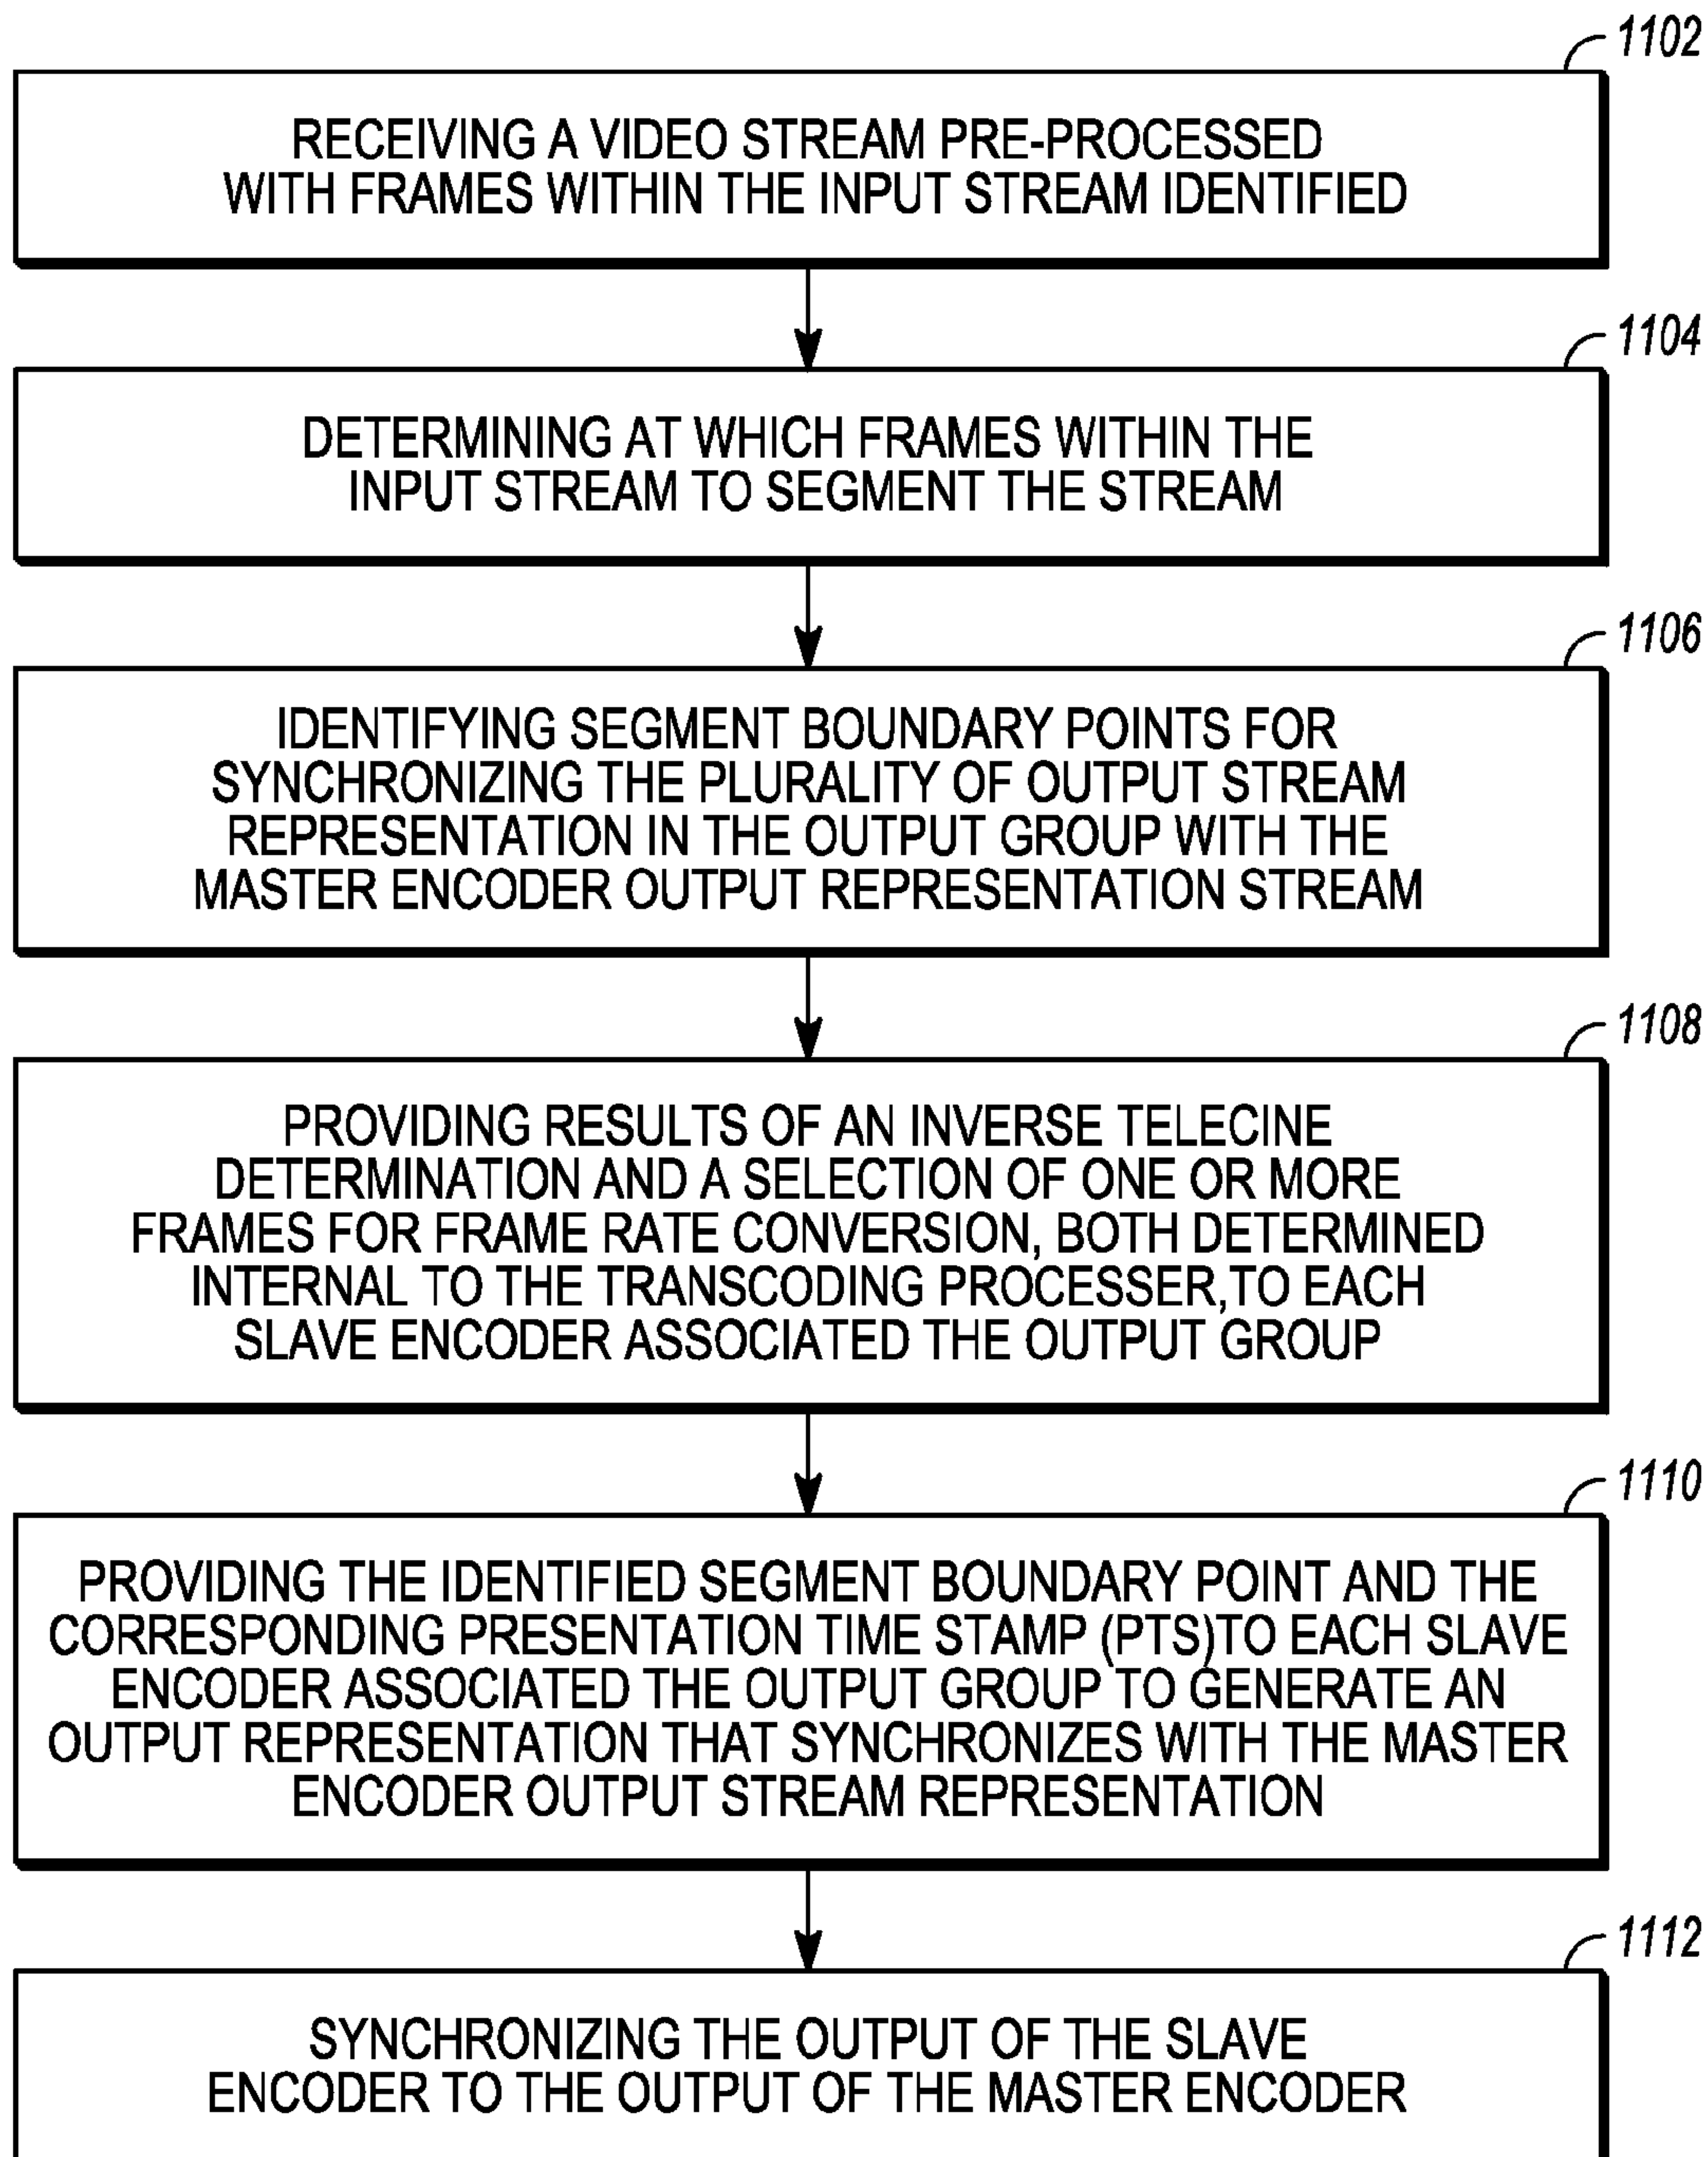 1102
RECEIVING A VIDEO STREAM PRE-PROCESSED
WITH FRAMES WITHIN THE INPUT STREAM IDENTIFIED
1104
DETERMINING AT WHICH FRAMES WITHIN THE
INPUT STREAM TO SEGMENT THE STREAM
1106
IDENTIFYING SEGMENT BOUNDARY POINTS FOR
SYNCHRONIZING THE PLURALITY OF OUTPUT STREAM
REPRESENTATION IN THE OUTPUT GROUP WITH THE
MASTER ENCODER OUTPUT REPRESENTATION STREAM
1108
PROVIDING RESULTS OF AN INVERSE TELECINE
DETERMINATION AND A SELECTION OF ONE OR MORE
FRAMES FOR FRAME RATE CONVERSION, BOTH DETERMINED
INTERNAL TO THE TRANSCODING PROCESSER,TO EACH
SLAVE ENCODER ASSOCIATED THE OUTPUT GROUP
1110
PROVIDING THE IDENTIFIED SEGMENT BOUNDARY POINT AND THE
CORRESPONDING PRESENTATION TIME STAMP (PTS)TO EACH SLAVE
ENCODER ASSOCIATED THE OUTPUT GROUP TO GENERATE AN
OUTPUT REPRESENTATION THAT SYNCHRONIZES WITH THE MASTER
ENCODER OUTPUT STREAM REPRESENTATION
1112
SYNCHRONIZING THE OUTPUT OF THE SLAVE
ENCODER TO THE OUTPUT OF THE MASTER ENCODER